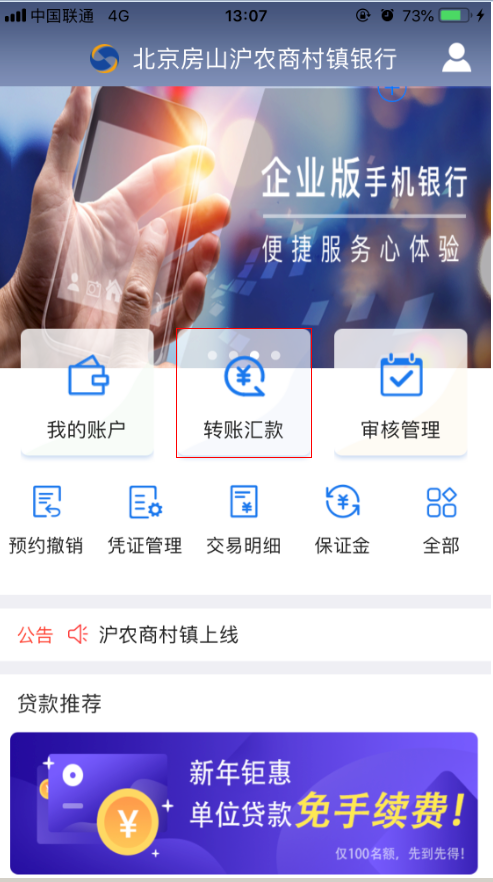 中国联通 4G 13:07 73%
北京房山沪农商村镇银行
企业版手机银行
便捷服务心体验
我的账户 转账汇款 审核管理
预约撤销 凭证管理 交易明细 保证金 全部
公告 沪农商村镇上线
贷款推荐
新年钜惠
单位贷款免手续费!
仅100名额，先到先得!